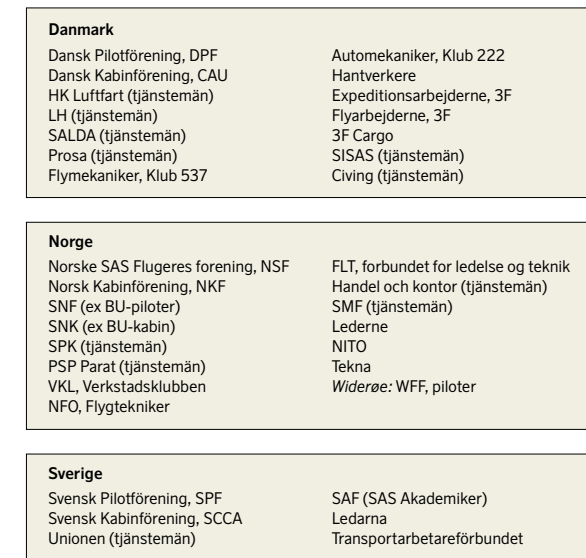 Danmark
Dansk Pilotförening, DPF
Dansk Kabinförening, CAU
HK Luftfart (tjänstemän)
LH (tjänstemän)
SALDA (tjänstemän)
Prosa (tjänstemän)
Flymekaniker, Klub 537
Automekaniker, Klub 222
Hantverkere
Expeditionsarbejderne, 3F
Flyarbejderne, 3F
3F Cargo
SISAS (tjänstemän)
Civing (tjänstemän)
Norge
Norske SAS Flugeres forening, NSF
Norsk Kabinförening, NKF
SNF (ex BU-piloter)
SNK (ex BU-kabin)
SPK (tjänstemän)
PSP Parat (tjänstemän)
VKL, Verkstadsklubben
NFO, Flygtekniker
FLT, forbundet for ledelse og teknik
Handel och kontor (tjänstemän)
SMF (tjänstemän)
Lederne
NITO
Tekna
Widerøe: WFF, piloter
Sverige
Svensk Pilotförening, SPF
Svensk Kabinförening, SCCA
Unionen (tjänstemän)
SAF (SAS Akademiker)
Ledarna
Transportarbetareförbundet